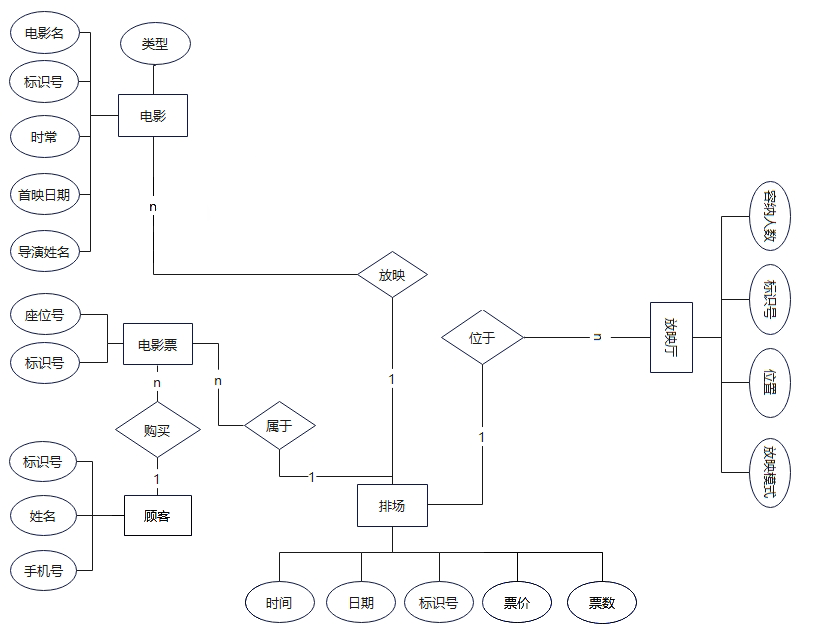 电影名
类型
标识号
电影
时常
首映日期
n
容纳人数
导演姓名
放映
标识号
座位号
位于
n
放映厅
电影票
标识号
n
n
1
位置
购买
属于
1
标识号
1
1
放映模式
排场
姓名
顾客
手机号
时间
日期
标识号
票价
票数